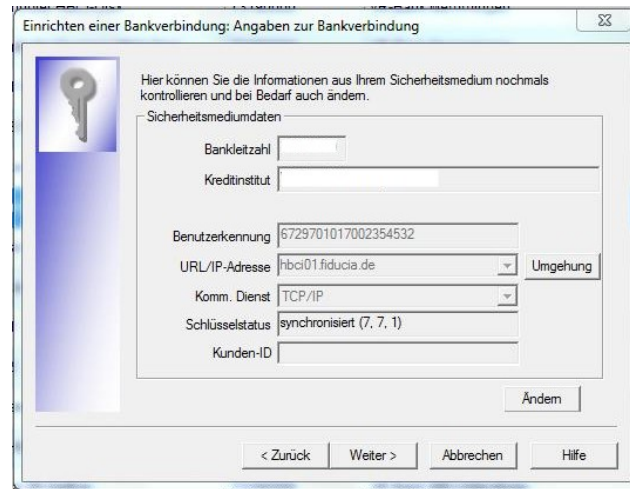 Einrichten einer Bankverbindung: Angaben zur Bankverbindung
Hier können Sie die Informationen aus Ihrem Sicherheitsmedium nochmals
kontrollieren und bei Bedarf auch ändern.
Sicherheitsmediumdaten
Bankleitzahl
Kreditinstitut
Benutzerkennung 6729701017002354532
URL/IP-Adresse hbci01.fiducia.de Umgehung
Komm. Dienst TCP/IP
Schlüsselstatus synchronisiert (7, 7, 1)
Kunden-ID
Ändern
< Zurück Weiter > Abbrechen Hilfe